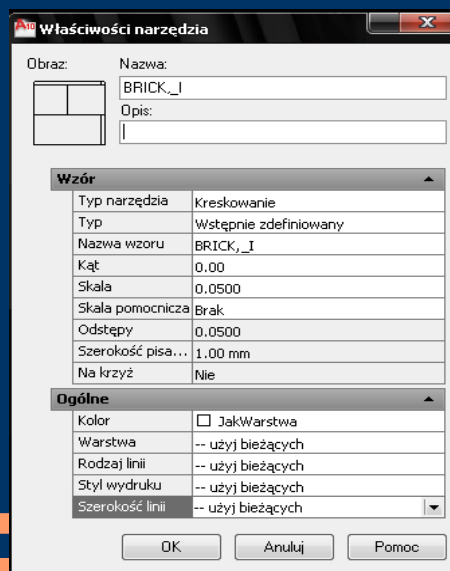 A10 Właściwości narzędzia
Obraz: Nazwa:
BRICK,_I
Opis:
Wzór
Typ narzędzia Kreskowanie
Typ Wstępnie zdefiniowany
Nazwa wzoru BRICK,_I
Kąt 0.00
Skala 0.0500
Skala pomocnicza Brak
Odstępy 0.0500
Szerokość pisa... 1.00 mm
Na krzyż Nie
Ogólne
Kolor JakWarstwa
Warstwa -- użyj bieżących
Rodzaj linii -- użyj bieżących
Styl wydruku -- użyj bieżących
Szerokość linii -- użyj bieżących
OK Anuluj Pomoc